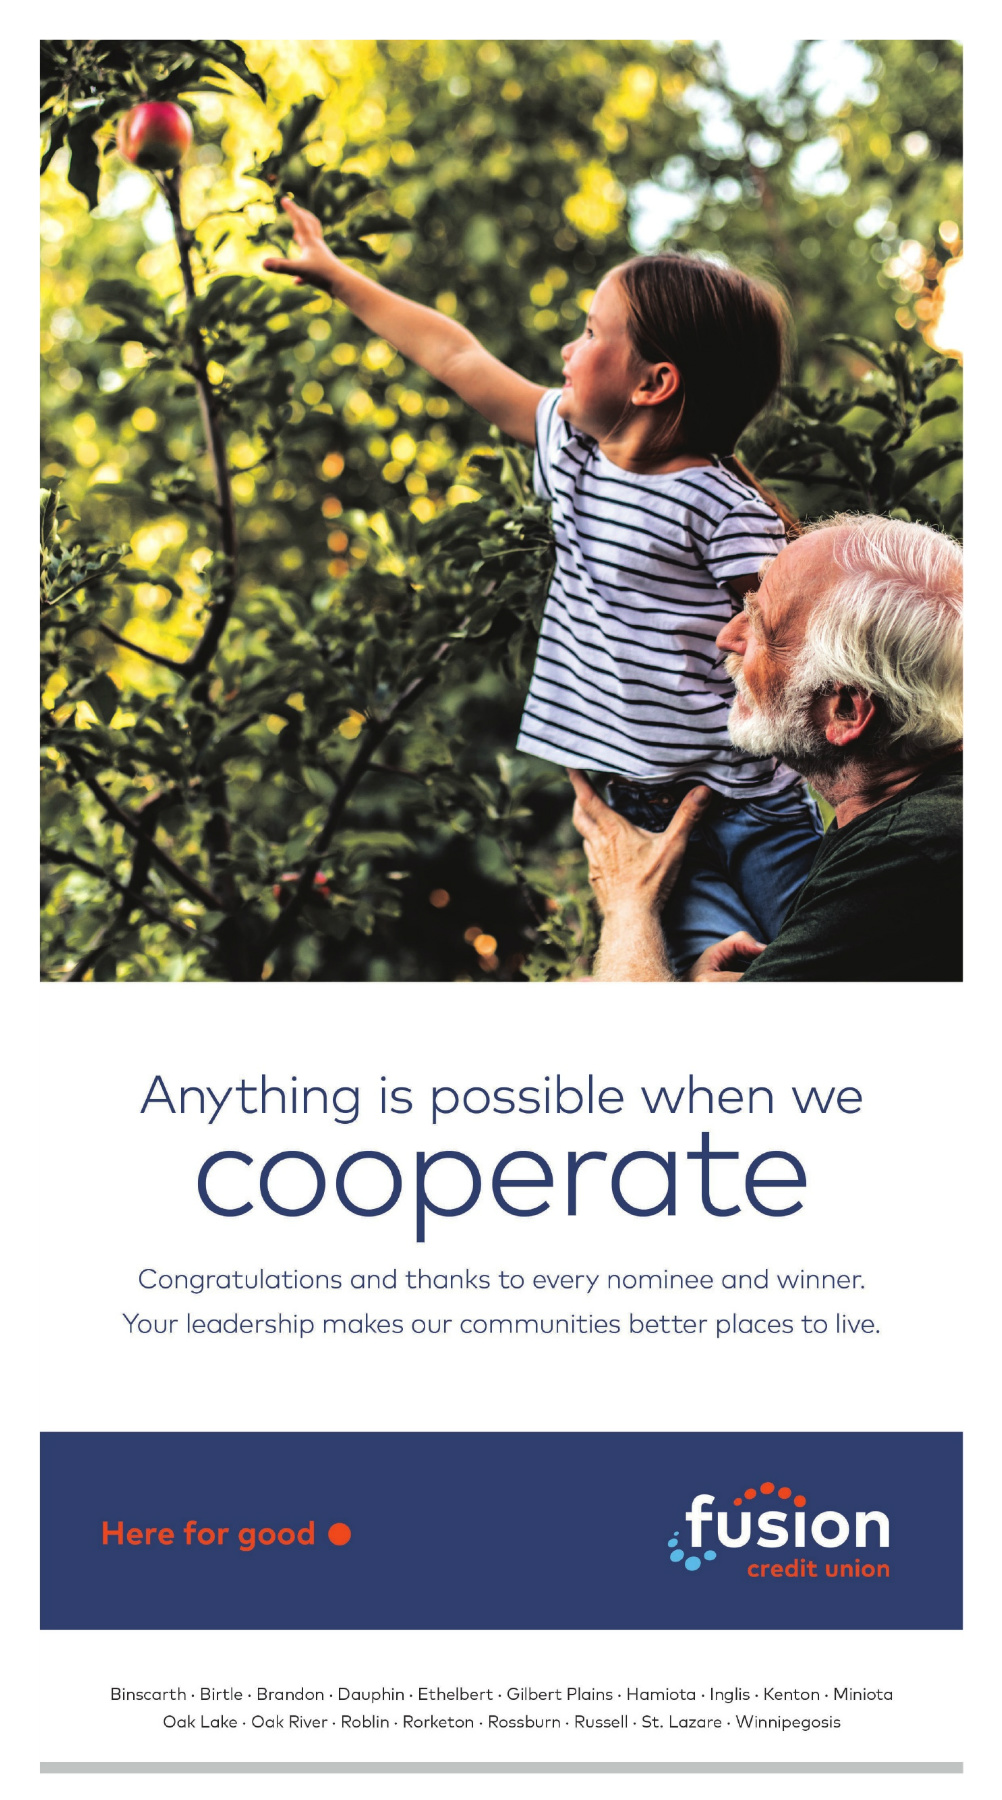 Anything is possible when we
cooperate
Congratulations and thanks to every nominee and winner.
Your leadership makes our communities better places to live.
Here for good
fusion
credit union
Binscarth · Birtle · Brandon · Dauphin · Ethelbert · Gilbert Plains · Hamiota · Inglis · Kenton · Miniota
Oak Lake · Oak River · Roblin · Rorketon · Rossburn · Russell · St. Lazare · Winnipegosis